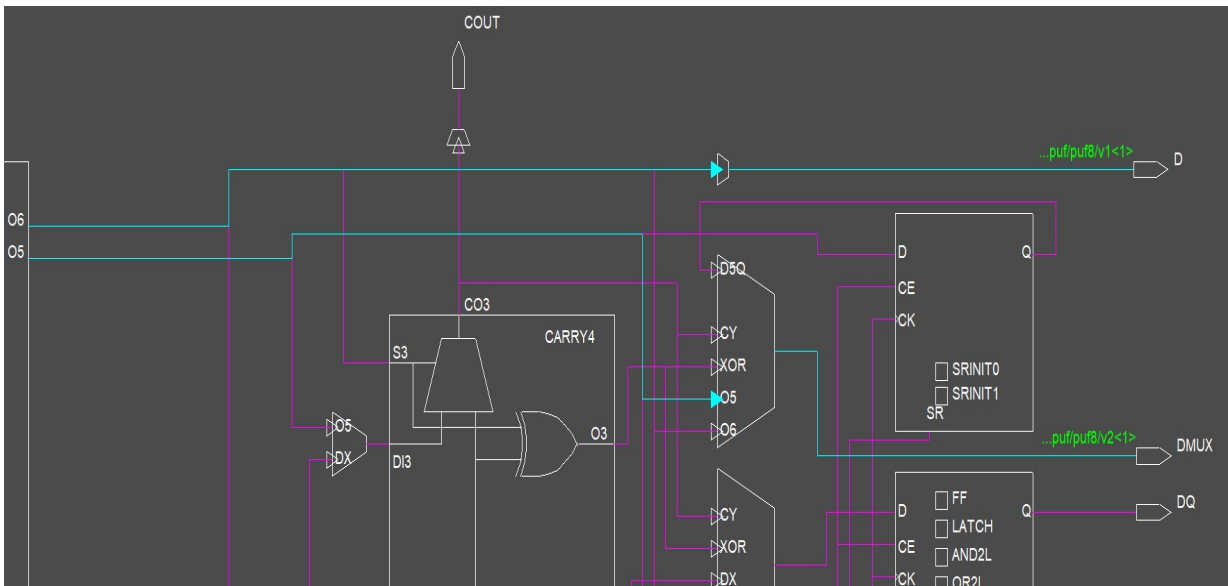 COUT
...puf/puf8/v1<1>
D
O6
O5
D5Q
D
Q
CE
CO3
CK
CARRY4
CY
S3
XOR
SRINIT0
O5
SRINIT1
SR
O5
O6
O3
...puf/puf8/v2<1>
DMUX
DX
DI3
FF
DQ
CY
D
Q
LATCH
XOR
CE
AND2L
DX
CK
OR2L